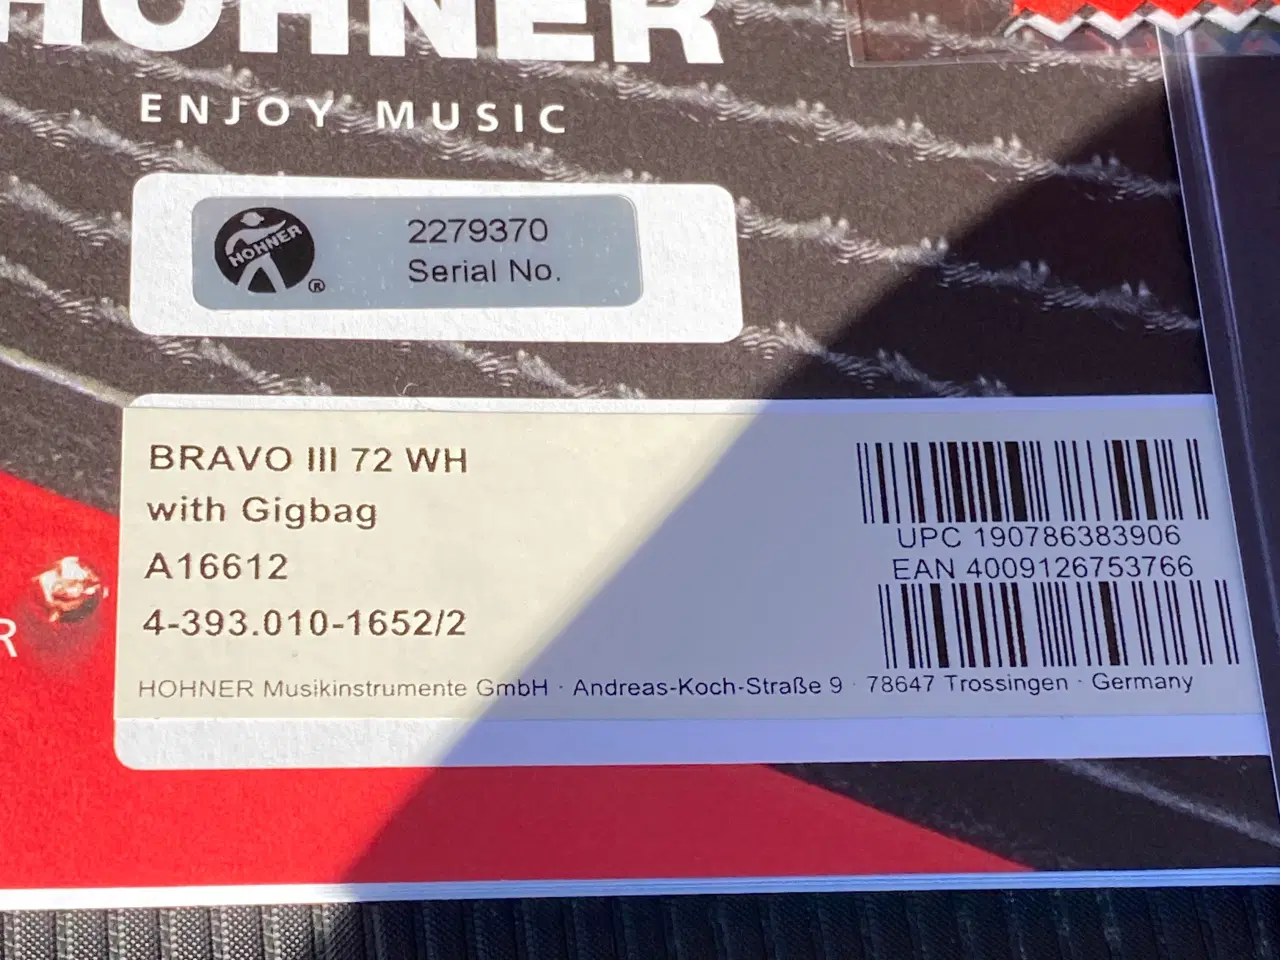 HOHNER
ENJOY MUSIC
HOHNER
®
2279370
Serial No.
BRAVO III 72 WH
with Gigbag
A16612
4-393.010-1652/2
UPC 190786383906
EAN 4009126753766
HOHNER Musikinstrumente GmbH · Andreas-Koch-Straße 9 · 78647 Trossingen · Germany
R